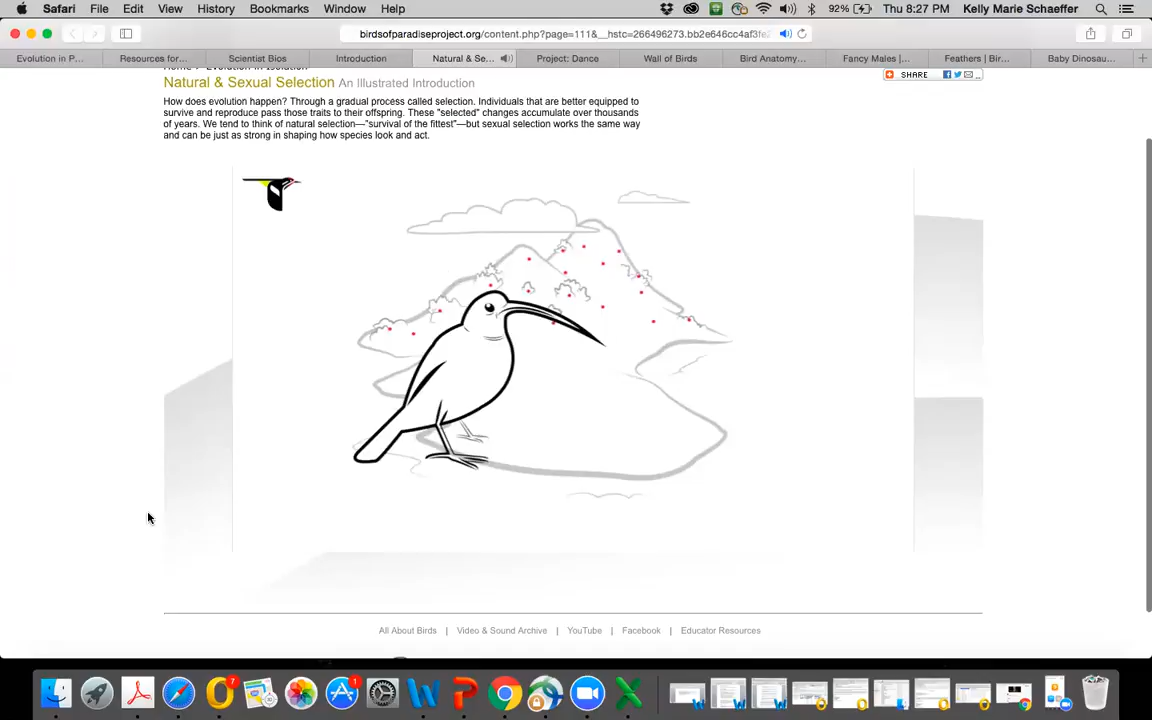 Safari File Edit View History Bookmarks Window Help 92% Thu 8:27 PM Kelly Marie Schaeffer
birdsofparadiseproject.org/content.php?page=111&__hstc=266496273.bb2e646cc4af3fe2
Evolution in P... Resources for... Scientist Bios Introduction Natural & Se... Project: Dance Wall of Birds Bird Anatomy... Fancy Males |... Feathers | Bir... Baby Dinosau...
Natural & Sexual Selection An Illustrated Introduction
SHARE
How does evolution happen? Through a gradual process called selection. Individuals that are better equipped to
survive and reproduce pass those traits to their offspring. These "selected" changes accumulate over thousands
of years. We tend to think of natural selection—"survival of the fittest"—but sexual selection works the same way
and can be just as strong in shaping how species look and act.
All About Birds | Video & Sound Archive | YouTube | Facebook | Educator Resources
7
1